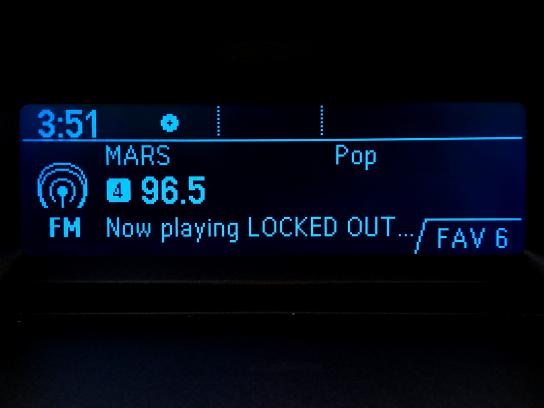 3:51
MARS Pop
4 96.5
FM Now playing LOCKED OUT...
FAV 6